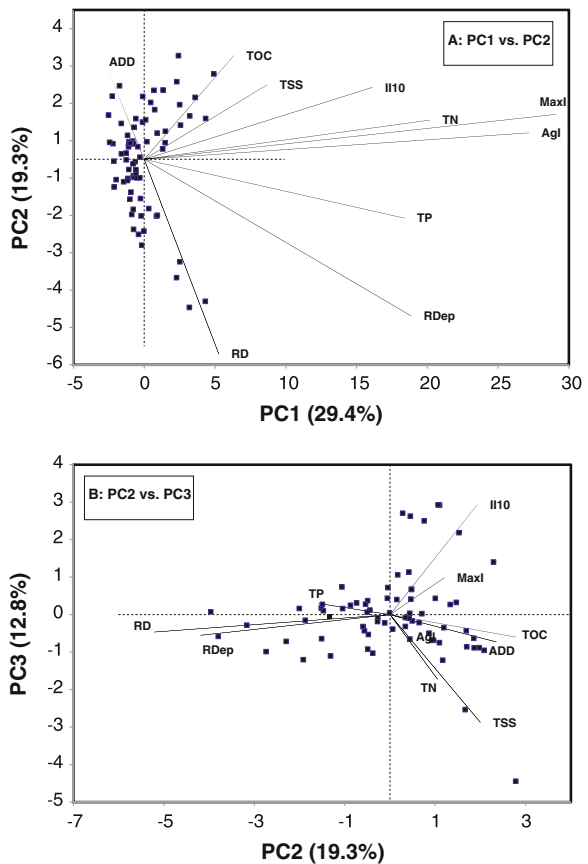 A: PC1 vs. PC2
4
3
2
1
0
-1
-2
-3
-4
-5
-6
PC2 (19.3%)
ADD
TOC
TSS
II10
MaxI
TN
AgI
TP
RDep
RD
-5 0 5 10 15 20 25 30
PC1 (29.4%)
B: PC2 vs. PC3
4
3
2
1
0
-1
-2
-3
-4
-5
PC3 (12.8%)
II10
MaxI
TP
RD
RDep
AgI
TOC
ADD
TN
TSS
-7 -5 -3 -1 1 3
PC2 (19.3%)